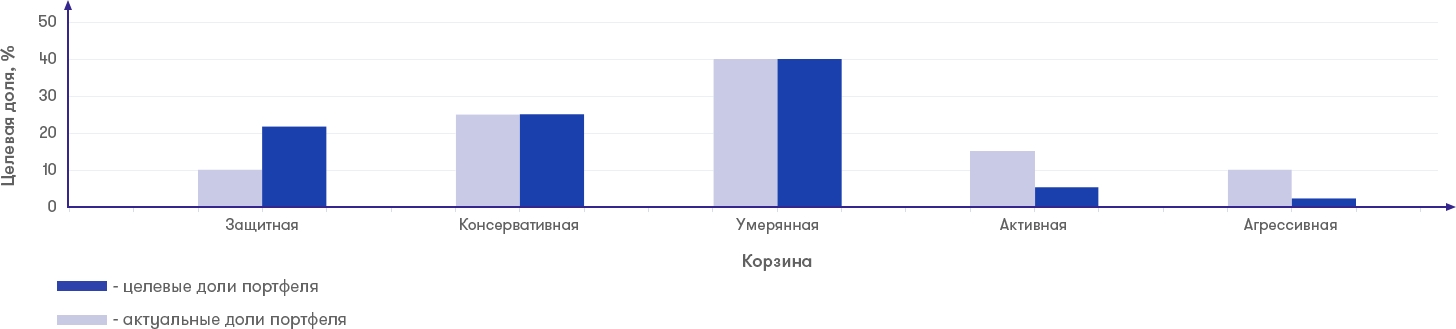 Целевая доля, %
50
40
30
20
10
0
Защитная Консервативная Умерянная Активная Агрессивная
Корзина
- целевые доли портфеля
- актуальные доли портфеля